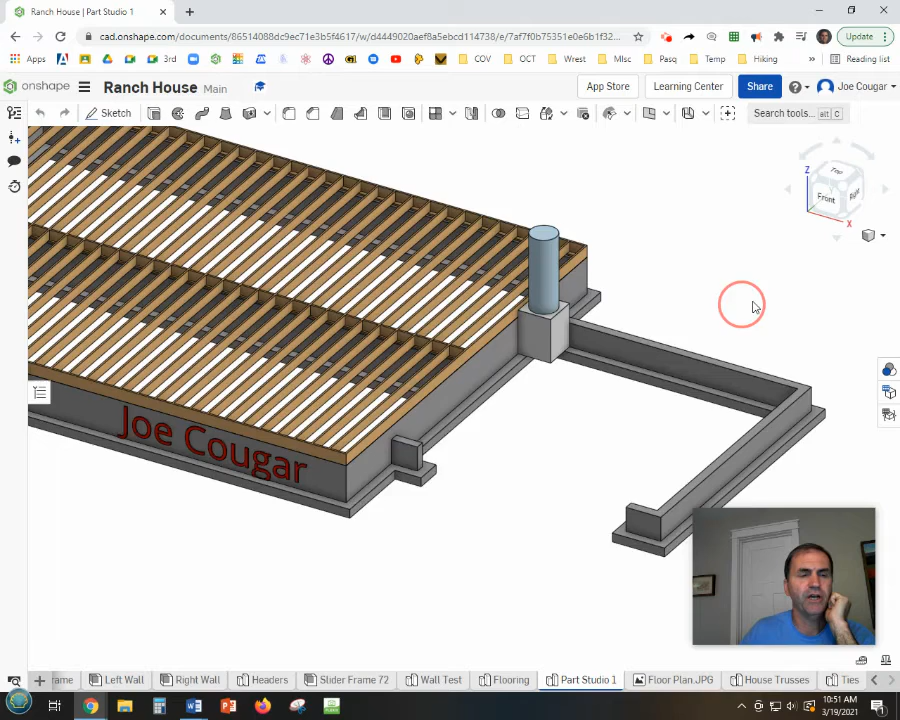 Ranch House | Part Studio 1
cad.onshape.com/documents/86514088dc9ec71e3b5f4617/w/d4449020aef8a5ebcd114738/e/7af7f0b75351e0e6b1f32...
Update
Apps
3rd
COV
OCT
Wrest
MIsc
Pasq
Temp
Hiking
»
Reading list
onshape
Ranch House Main
App Store
Learning Center
Share
Joe Cougar
Sketch
Search tools... alt C
Z
Top
Front
Right
X
Joe Cougar
rame
Left Wall
Right Wall
Headers
Slider Frame 72
Wall Test
Flooring
Part Studio 1
Floor Plan.JPG
House Trusses
Ties
10:51 AM
3/19/2021